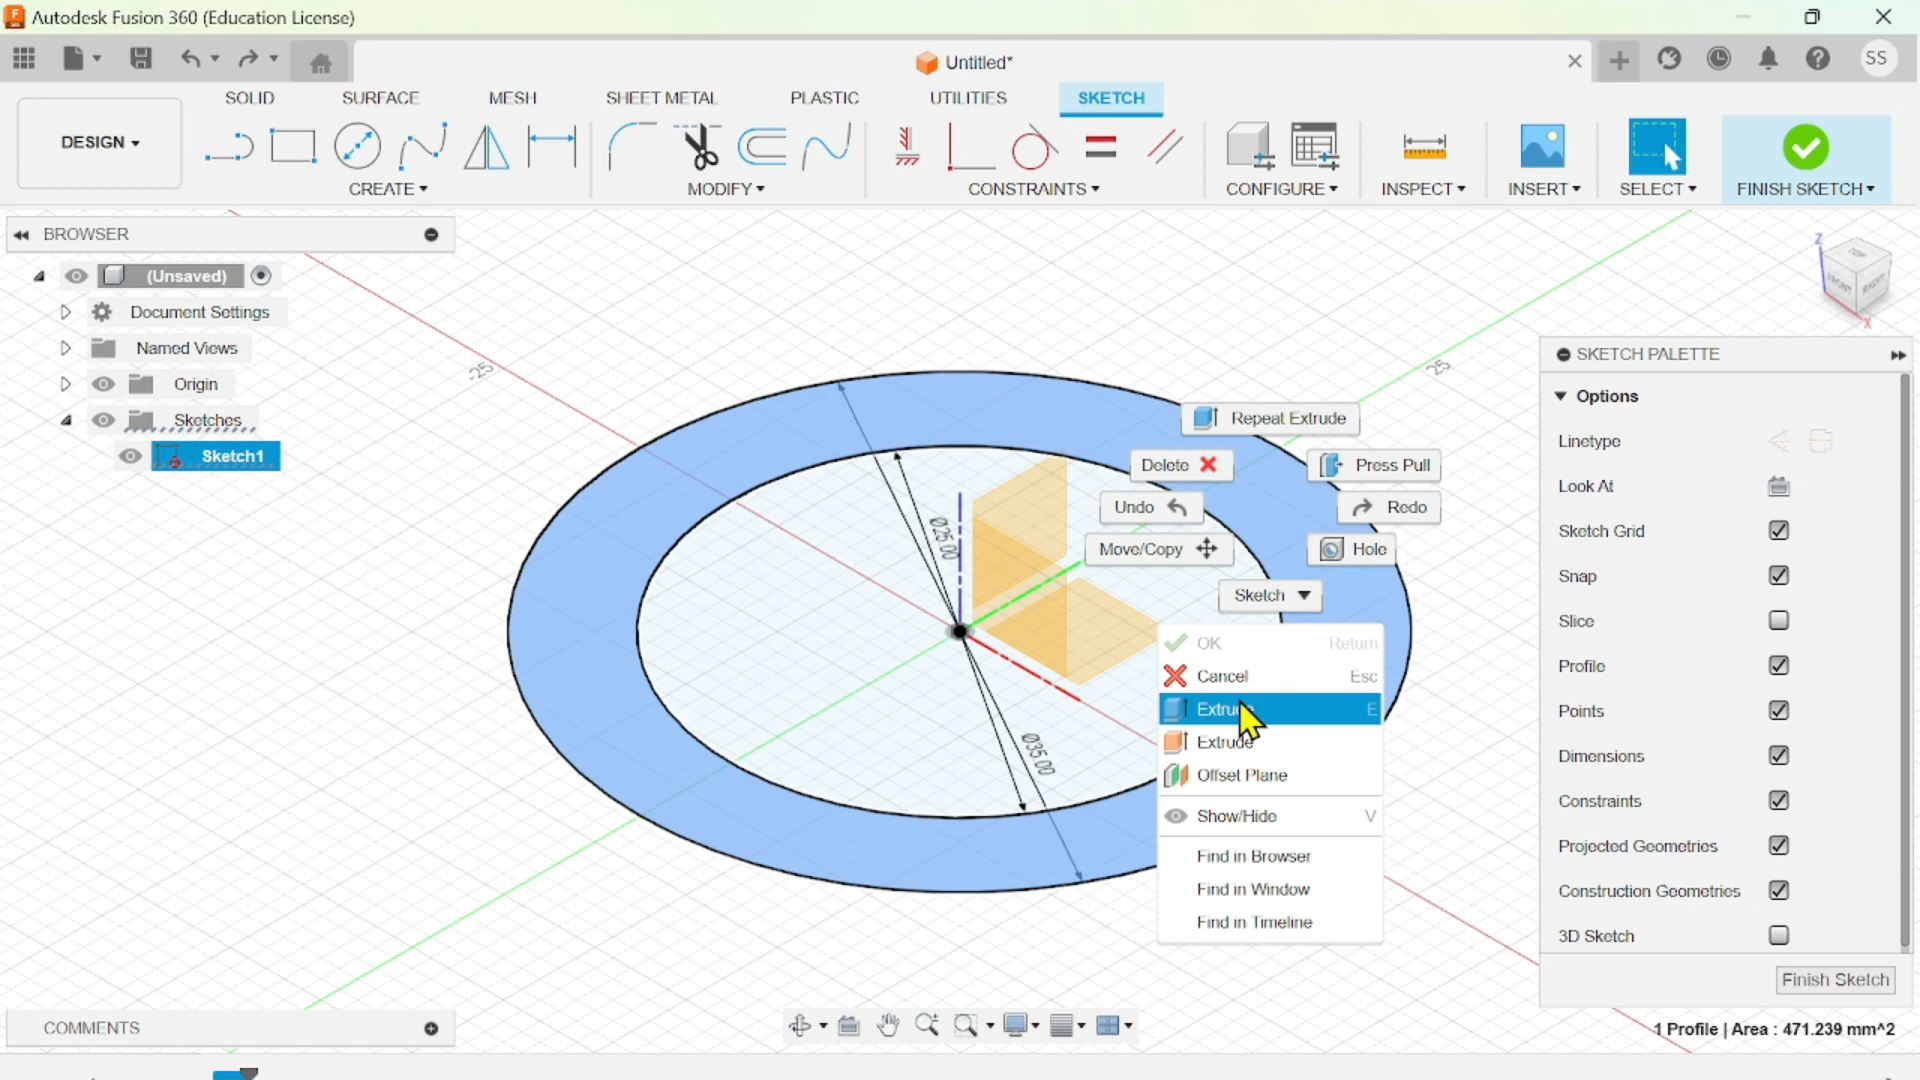 Autodesk Fusion 360 (Education License)
Untitled*
SS
DESIGN
SOLID
SURFACE
MESH
SHEET METAL
PLASTIC
UTILITIES
SKETCH
CREATE
MODIFY
CONSTRAINTS
CONFIGURE
INSPECT
INSERT
SELECT
FINISH SKETCH
BROWSER
(Unsaved)
Document Settings
Named Views
Origin
Sketches
Sketch1
-25
25
Ø25.00
Ø35.00
Z
TOP
FRONT
RIGHT
X
Repeat Extrude
Delete
Press Pull
Undo
Redo
Move/Copy
Hole
Sketch
OK Return
Cancel Esc
Extrude E
Extrude
Offset Plane
Show/Hide V
Find in Browser
Find in Window
Find in Timeline
SKETCH PALETTE
Options
Linetype
Look At
Sketch Grid
Snap
Slice
Profile
Points
Dimensions
Constraints
Projected Geometries
Construction Geometries
3D Sketch
Finish Sketch
COMMENTS
1 Profile | Area : 471.239 mm^2